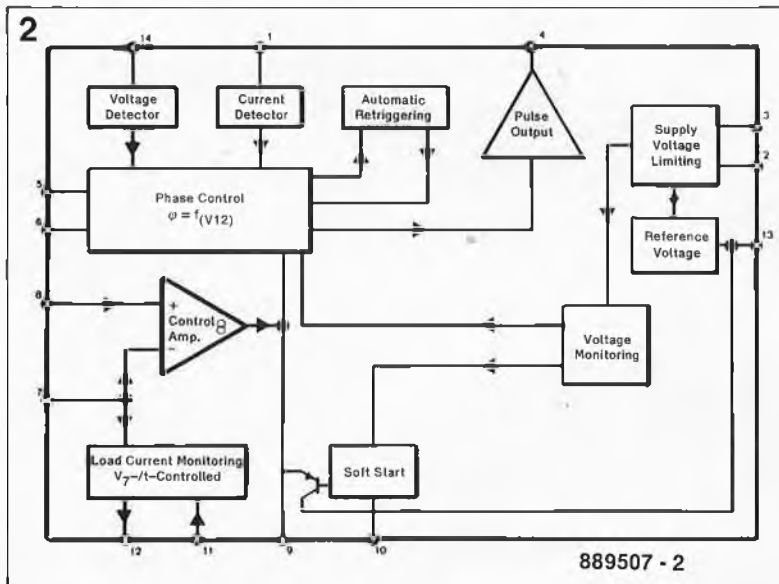 2
14
1
4
Voltage
Detector
Current
Detector
Automatic
Retriggering
Pulse
Output
Supply
Voltage
Limiting
3
2
5
6
Phase Control
φ = f(V12)
Reference
Voltage
13
8
+
Control
Amp.
8
−
Voltage
Monitoring
7
Load Current Monitoring
V7-/t-Controlled
Soft Start
12
11
9
10
889507 - 2